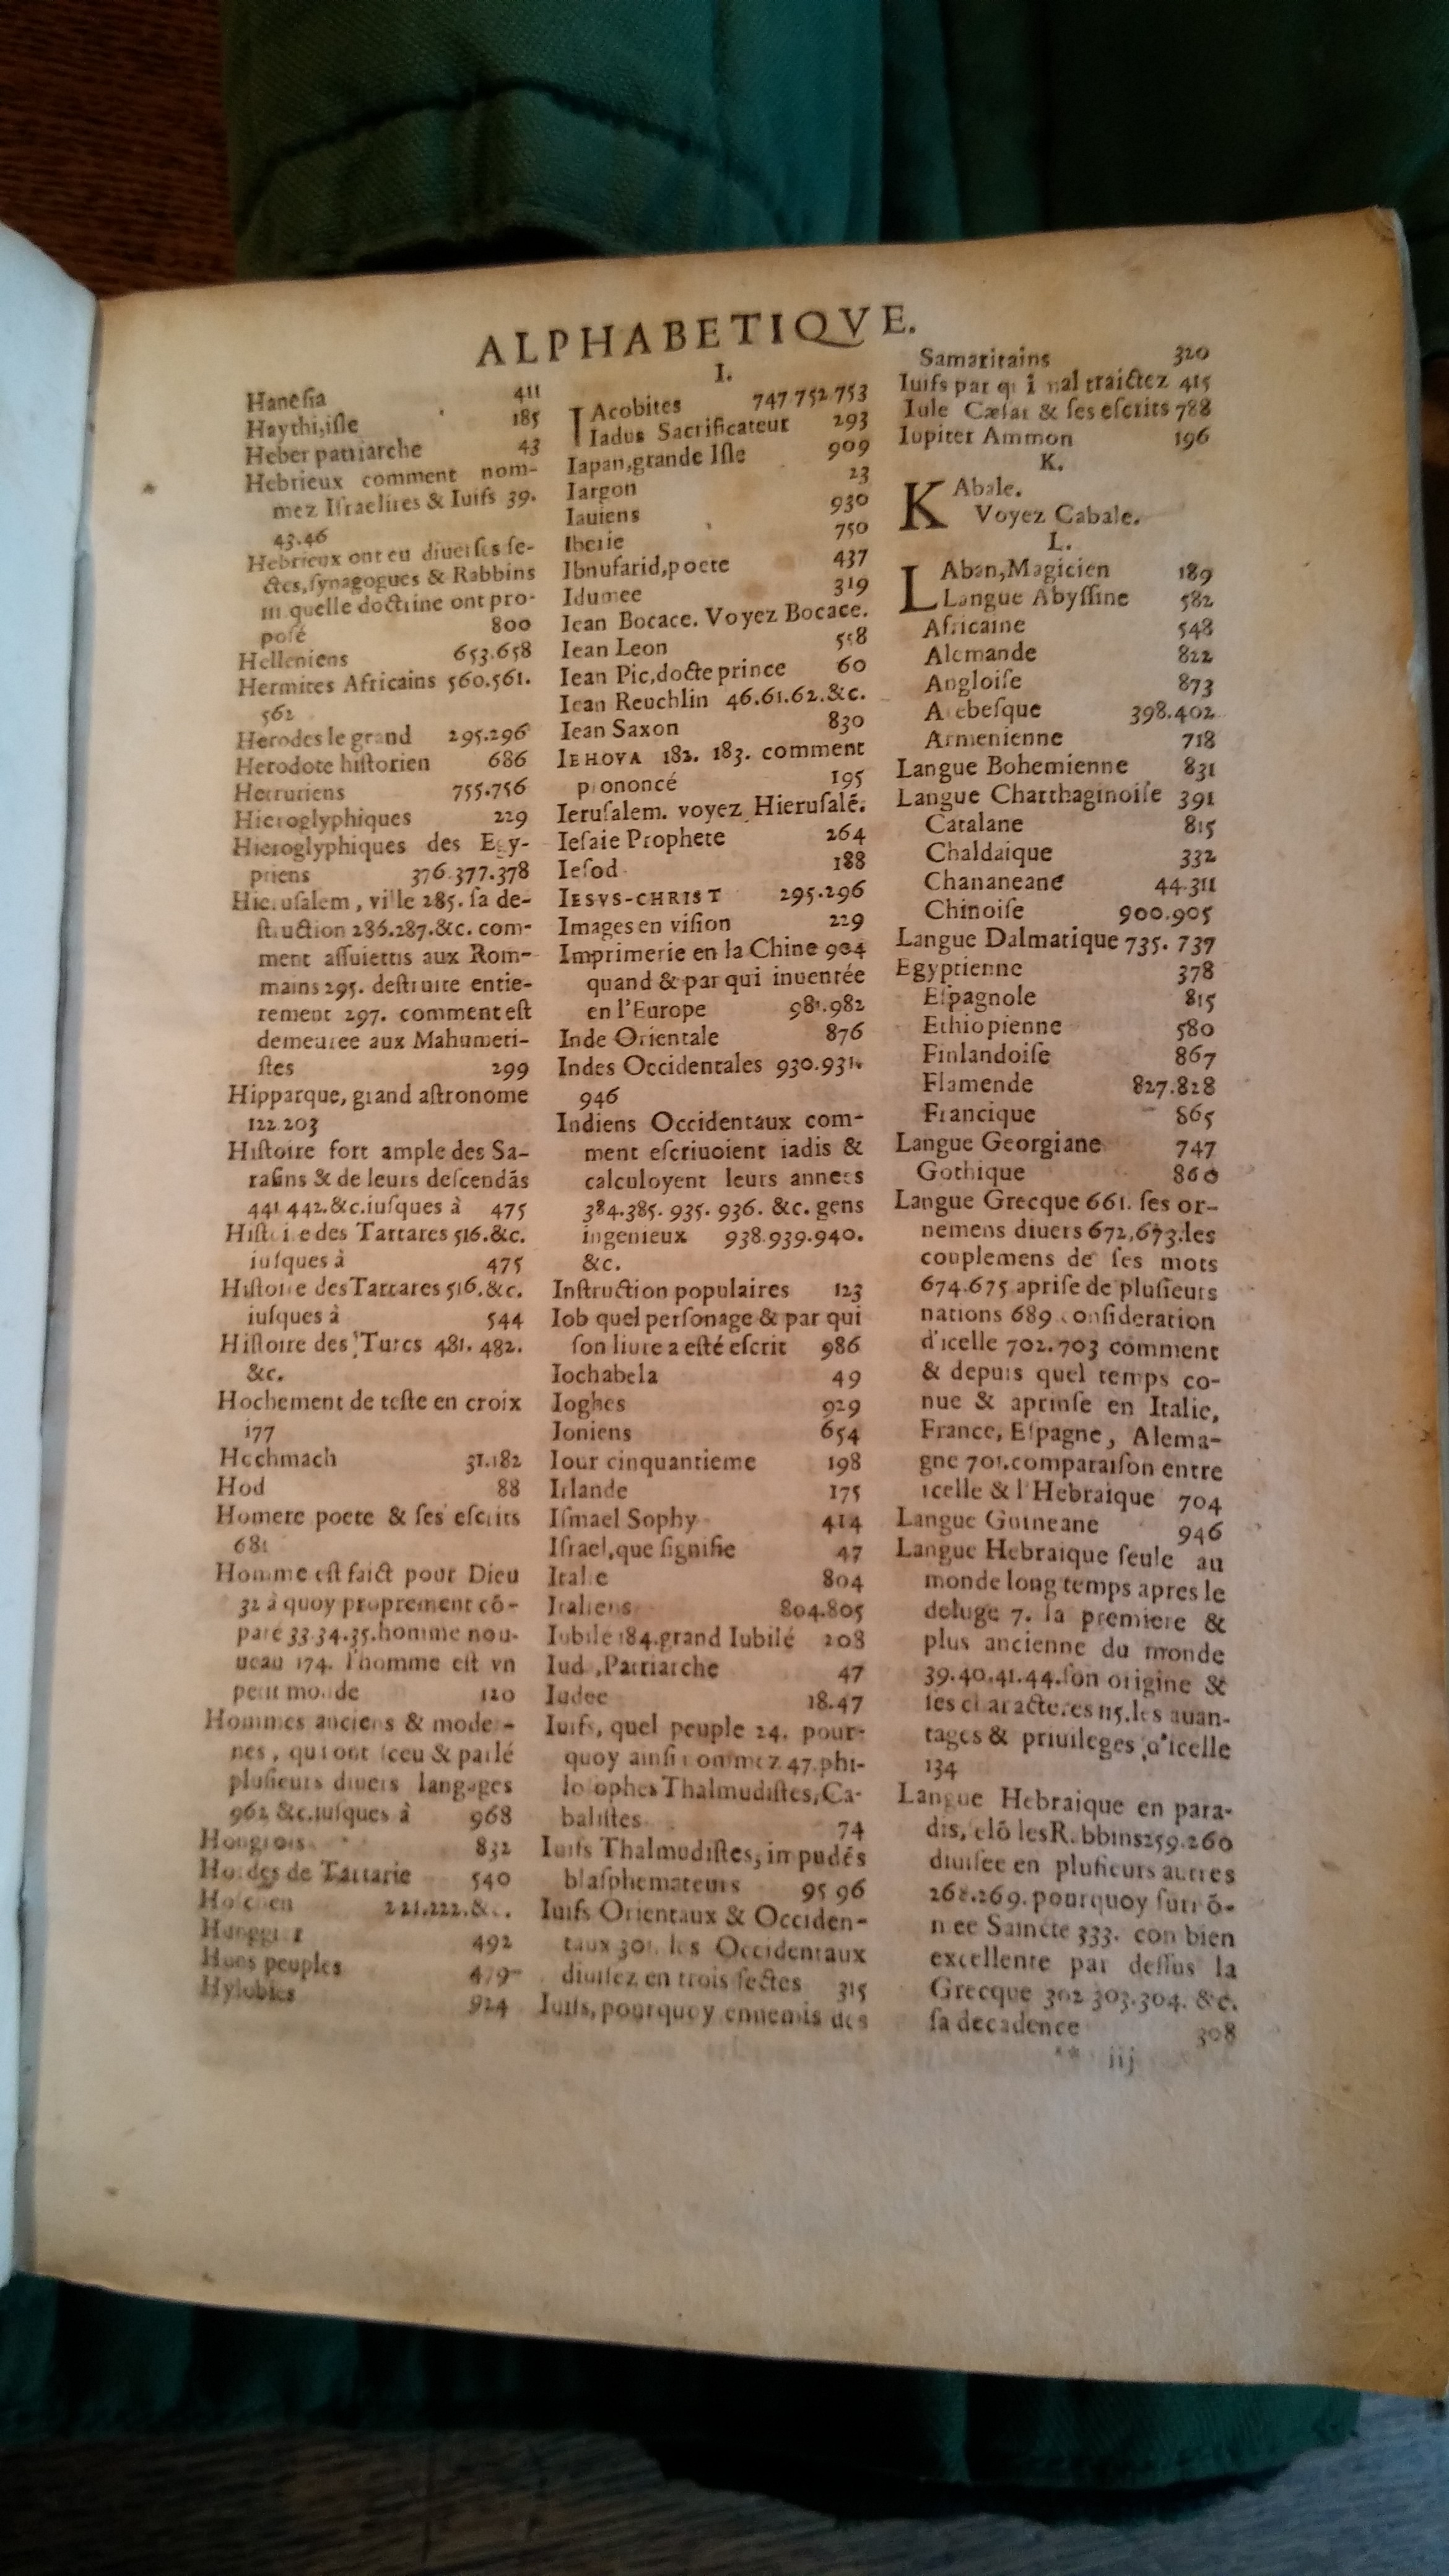 ALPHABETIQVE.
Hanesia 411
Haythi,isle 185
Heber patriarche 43
Hebrieux comment nom-
mez Israelites & Iuifs 39.
43.46
Hebrieux ont eu diuerses se-
ctes,synagogues & Rabbins
quelle doctrine ont pro-
posé 800
Helleniens 653.658
Hermites Africains 560.561.
562
Herodes le grand 295.296
Herodote historien 686
Hetruriens 755.756
Hieroglyphiques 229
Hieroglyphiques des Egy-
ptiens 376.377.378
Hierusalem, ville 285. sa de-
struction 286.287.&c. com-
ment assuiettis aux Rom-
mains 295. destruite entie-
rement 297. comment est
demeuree aux Mahumeti-
stes 299
Hipparque, grand astronome
122.203
Histoire fort ample des Sa-
rasins & de leurs descendãs
441.442.&c.iusques à 475
Histoire des Tartares 516.&c.
iusques à 475
Histoire des Tartares 516.&c.
iusques à 544
Histoire des Turcs 481. 482.
&c.
Hochement de teste en croix
177
Hochmach 31.182
Hod 88
Homere poete & ses escrits
681
Homme est faict pour Dieu
32 à quoy proprement cõ-
paré 33.34.35.homme nou-
ueau 174. l'homme est vn
petit monde 120
Hommes anciens & moder-
nes, qui ont sceu & parlé
plusieurs diuers langages
962 &c.iusques à 968
Hongrois 832
Hordes de Tartarie 540
221.222.&c.
492
Huns peuples
Hylobies 924
I.
IAcobites 747 752 753
Iadus Sacrificateur 293
Iapan,grande Isle 909
Iargon 23
Iauiens 930
Iberie 750
Ibnufarid,poete 437
Idumee 319
Iean Bocace. Voyez Bocace.
Iean Leon 558
Iean Pic,docte prince 60
Iean Reuchlin 46.61.62.&c.
Iean Saxon 830
IEHOVA 182. 183. comment
prononcé 195
Ierusalem. voyez Hierusalẽ.
Iesaie Prophete 264
Iesod 188
IESVS-CHRIST 295.296
Images en vision 229
Imprimerie en la Chine 904
quand & par qui inuentée
en l'Europe 981.982
Inde Orientale 876
Indes Occidentales 930.931.
946
Indiens Occidentaux com-
ment escriuoient iadis &
calculoyent leurs annees
384.385. 935. 936. &c. gens
ingenieux 938.939.940.
&c.
Instruction populaires 123
Iob quel personage & par qui
son liure a esté escrit 986
Iochabela 49
Ioghes 929
Ioniens 654
Iour cinquantieme 198
Irlande 175
Ismael Sophy 414
Israel,que signifie 47
Italie 804
Italiens 804.805
Iubile 184.grand Iubilé 208
Iuda,Patriarche 47
Iudee 18.47
Iuifs, quel peuple 24. pour-
quoy ainsi nommez 47.phi-
losophes Thalmudistes,Ca-
balistes 74
Iuifs Thalmudistes, impudẽs
blasphemateurs 95 96
Iuifs Orientaux & Occiden-
taux 301. les Occidentaux
diuisez en trois sectes 315
Iuifs,pourquoy ennemis des
Samaritains 320
Iuifs par qui mal traictez 415
Iule Cæsar & ses escrits 788
Iupiter Ammon 196
K.
KAbale.
Voyez Cabale.
L.
LAban,Magicien 189
Langue Abyssine 582
Africaine 548
Alemande 822
Angloise 873
Arebesque 398.402
Armenienne 718
Langue Bohemienne 831
Langue Charthaginoise 391
Catalane 815
Chaldaique 332
Chananeane 44.311
Chinoise 900.905
Langue Dalmatique 735. 737
Egyptienne 378
Espagnole 815
Ethiopienne 580
Finlandoise 867
Flamende 827.828
Francique 865
Langue Georgiane 747
Gothique 860
Langue Grecque 661. ses or-
nemens diuers 672,673.les
couplemens de ses mots
674.675 aprise de plusieurs
nations 689 consideration
d'icelle 702.703 comment
& depuis quel temps co-
nue & aprinse en Italie,
France, Espagne, Alema-
gne 701.comparaison entre
icelle & l'Hebraique 704
Langue Guineane 946
Langue Hebraique seule au
monde long temps apres le
deluge 7. la premiere &
plus ancienne du monde
39.40.41.44.son origine &
ses characteres 115.les auan-
tages & priuileges d'icelle
134
Langue Hebraique en para-
dis, selõ les Rabbins 259.260
diuisee en plusieurs autres
268.269. pourquoy surnõ-
mee Saincte 333. combien
excellente par dessus la
Grecque 302 303.304. &c.
sa decadence 308
** iij